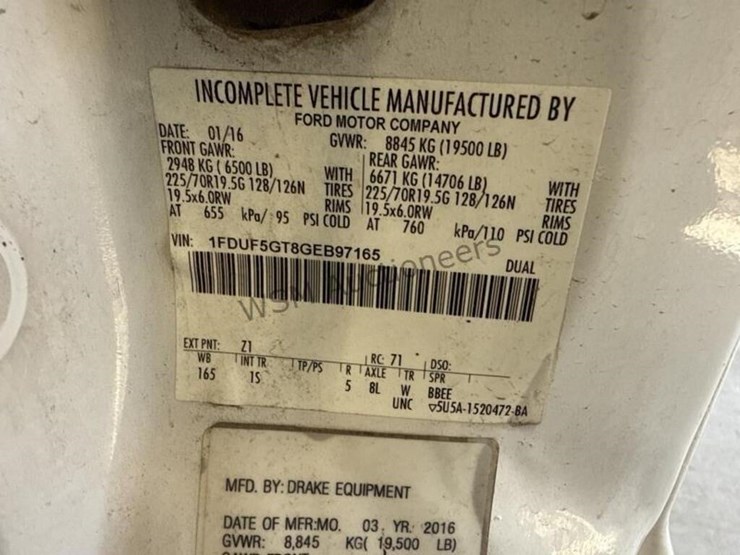 INCOMPLETE VEHICLE MANUFACTURED BY
FORD MOTOR COMPANY
DATE: 01/16 GVWR: 8845 KG (19500 LB)
FRONT GAWR: REAR GAWR:
2948 KG ( 6500 LB) WITH 6671 KG (14706 LB) WITH
225/70R19.5G 128/126N TIRES 225/70R19.5G 128/126N TIRES
19.5x6.0RW RIMS 19.5x6.0RW RIMS
AT 655 kPa/ 95 PSI COLD AT 760 kPa/110 PSI COLD
VIN: 1FDUF5GT8GEB97165 DUAL
WSM Auctioneers
EXT PNT: Z1 RC: 71 DSO:
WB INT TR TP/PS R AXLE TR SPR
165 1S 5 8L W BBEE
UNC ▽5U5A-1520472-BA
MFD. BY: DRAKE EQUIPMENT
DATE OF MFR:MO. 03. YR. 2016
GVWR: 8,845 KG( 19,500 LB)